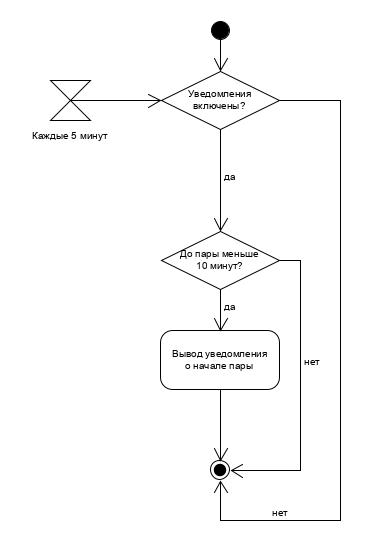 Уведомления
включены?
Каждые 5 минут
да
До пары меньше
10 минут?
да
Вывод уведомления
о начале пары
нет
нет